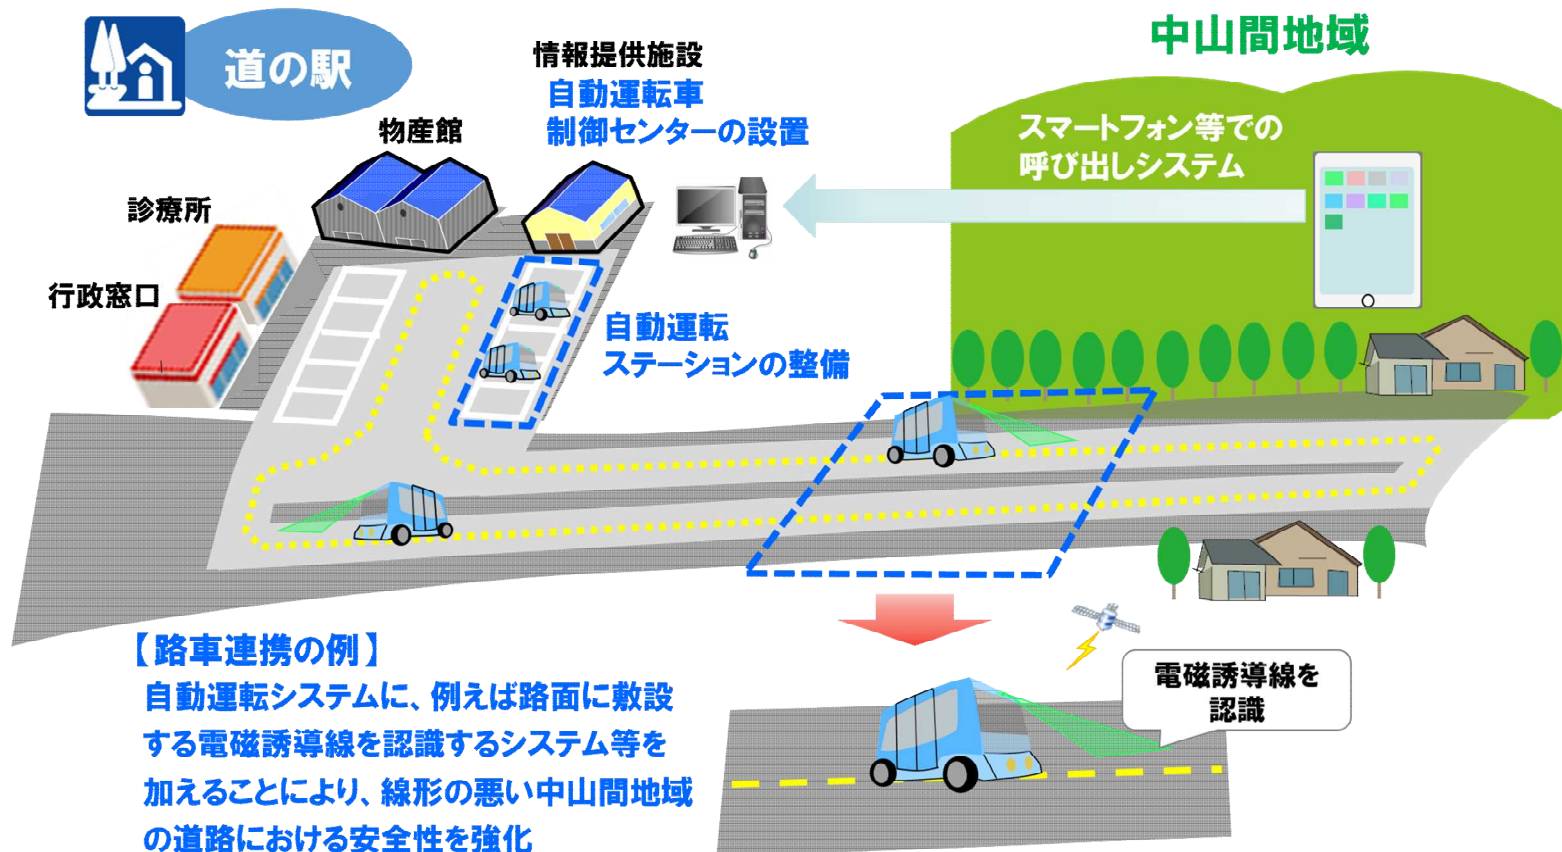 道の駅
情報提供施設
自動運転車
制御センターの設置
中山間地域
スマートフォン等での
呼び出しシステム
物産館
診療所
行政窓口
自動運転
ステーションの整備
【路車連携の例】
自動運転システムに、例えば路面に敷設
する電磁誘導線を認識するシステム等を
加えることにより、線形の悪い中山間地域
の道路における安全性を強化
電磁誘導線を
認識